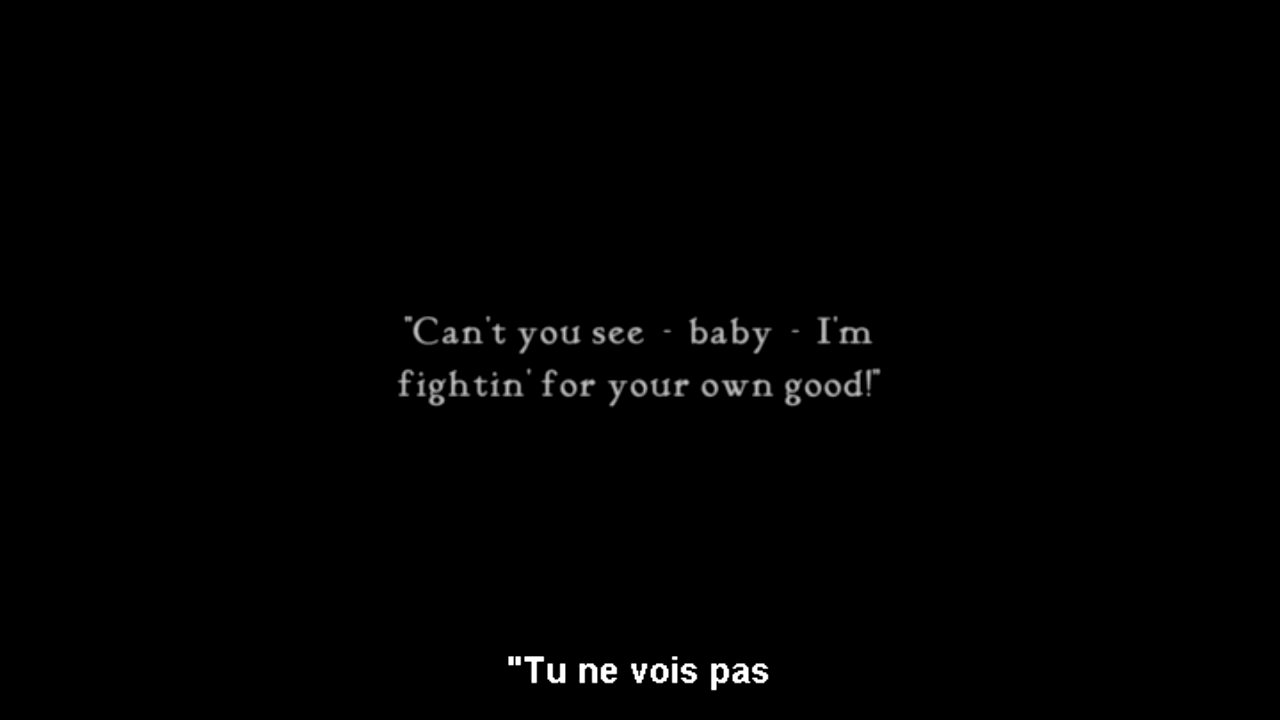 "Can't you see - baby - I'm
fightin' for your own good!"
"Tu ne vois pas